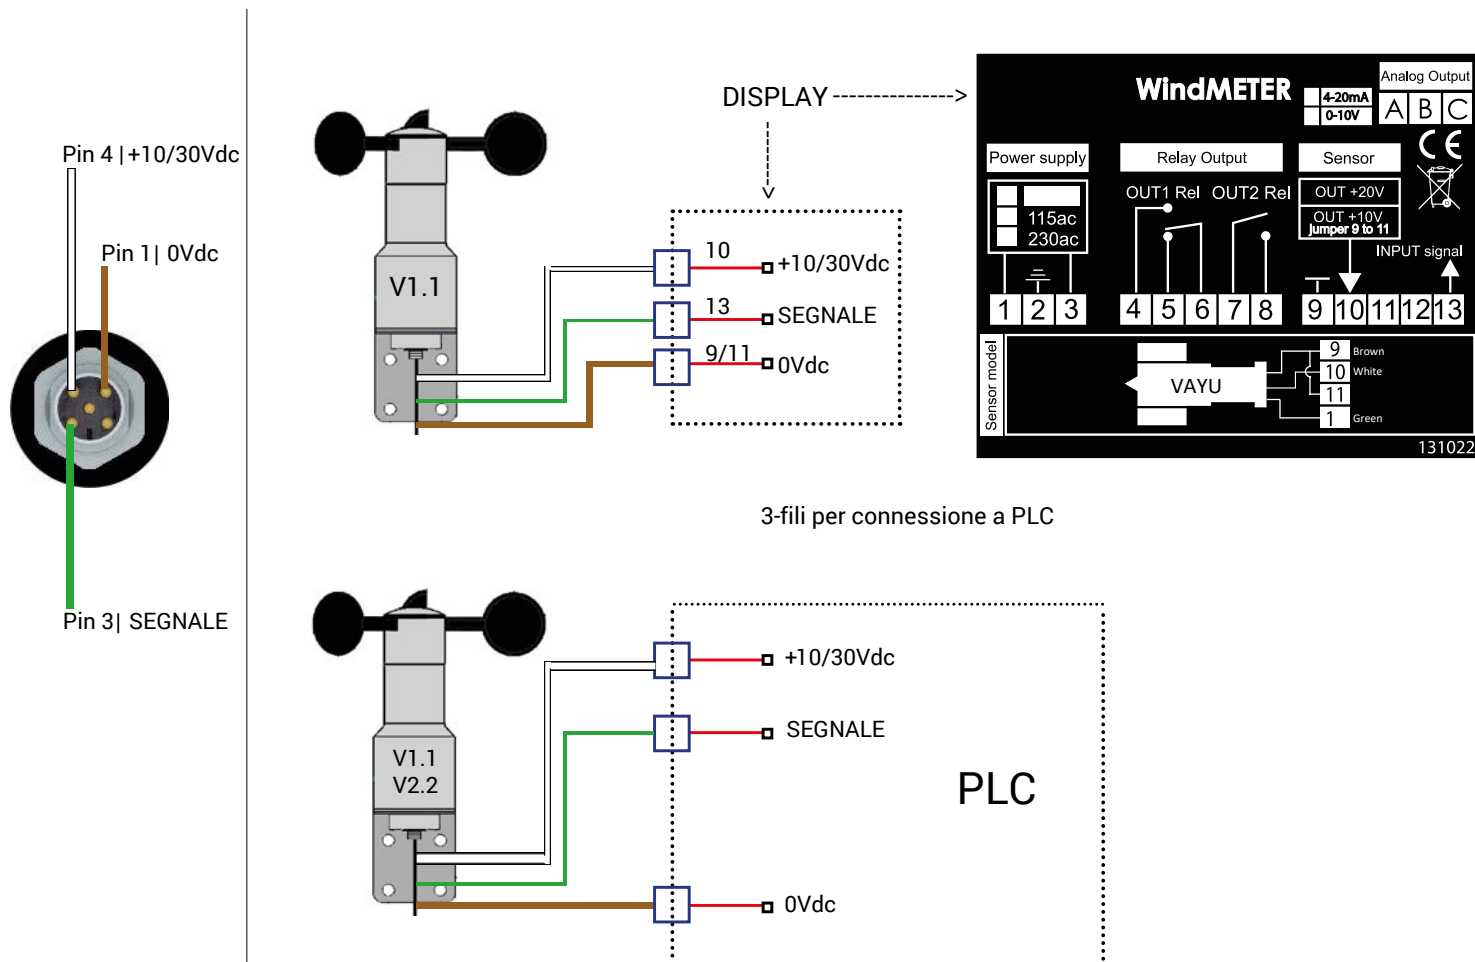 Pin 4 |+10/30Vdc
Pin 1| 0Vdc
Pin 3| SEGNALE
DISPLAY
V1.1
10
+10/30Vdc
13
SEGNALE
9/11
0Vdc
WindMETER
4-20mA
0-10V
Analog Output
A B C
CE
Power supply
115ac
230ac
Relay Output
OUT1 Rel OUT2 Rel
Sensor
OUT +20V
OUT +10V
jumper 9 to 11
INPUT signal
1 2 3 4 5 6 7 8 9 10 11 12 13
Sensor model
VAYU
9 Brown
10 White
11
1 Green
131022
3-fili per connessione a PLC
V1.1
V2.2
+10/30Vdc
SEGNALE
PLC
0Vdc